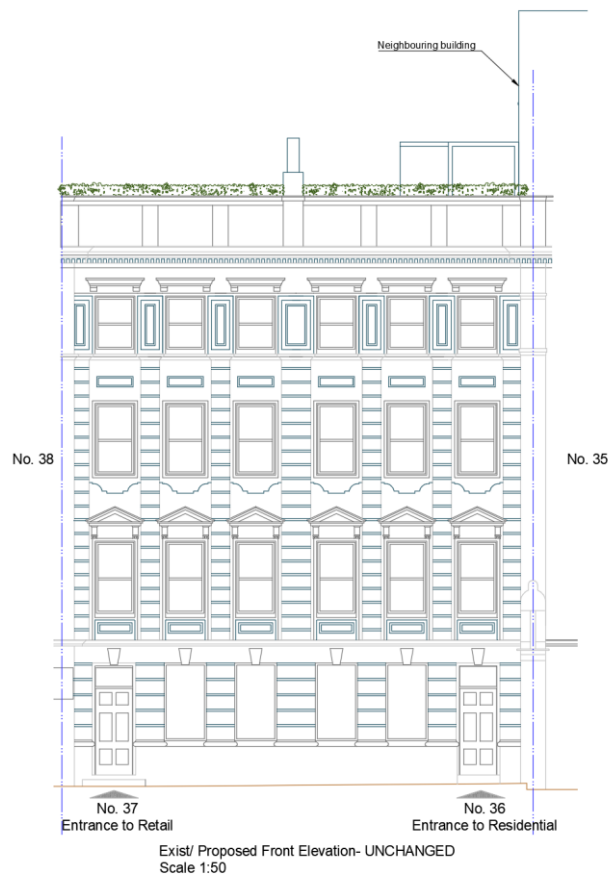 Neighbouring building
No. 38
No. 35
No. 37
Entrance to Retail
No. 36
Entrance to Residential
Exist/ Proposed Front Elevation- UNCHANGED
Scale 1:50